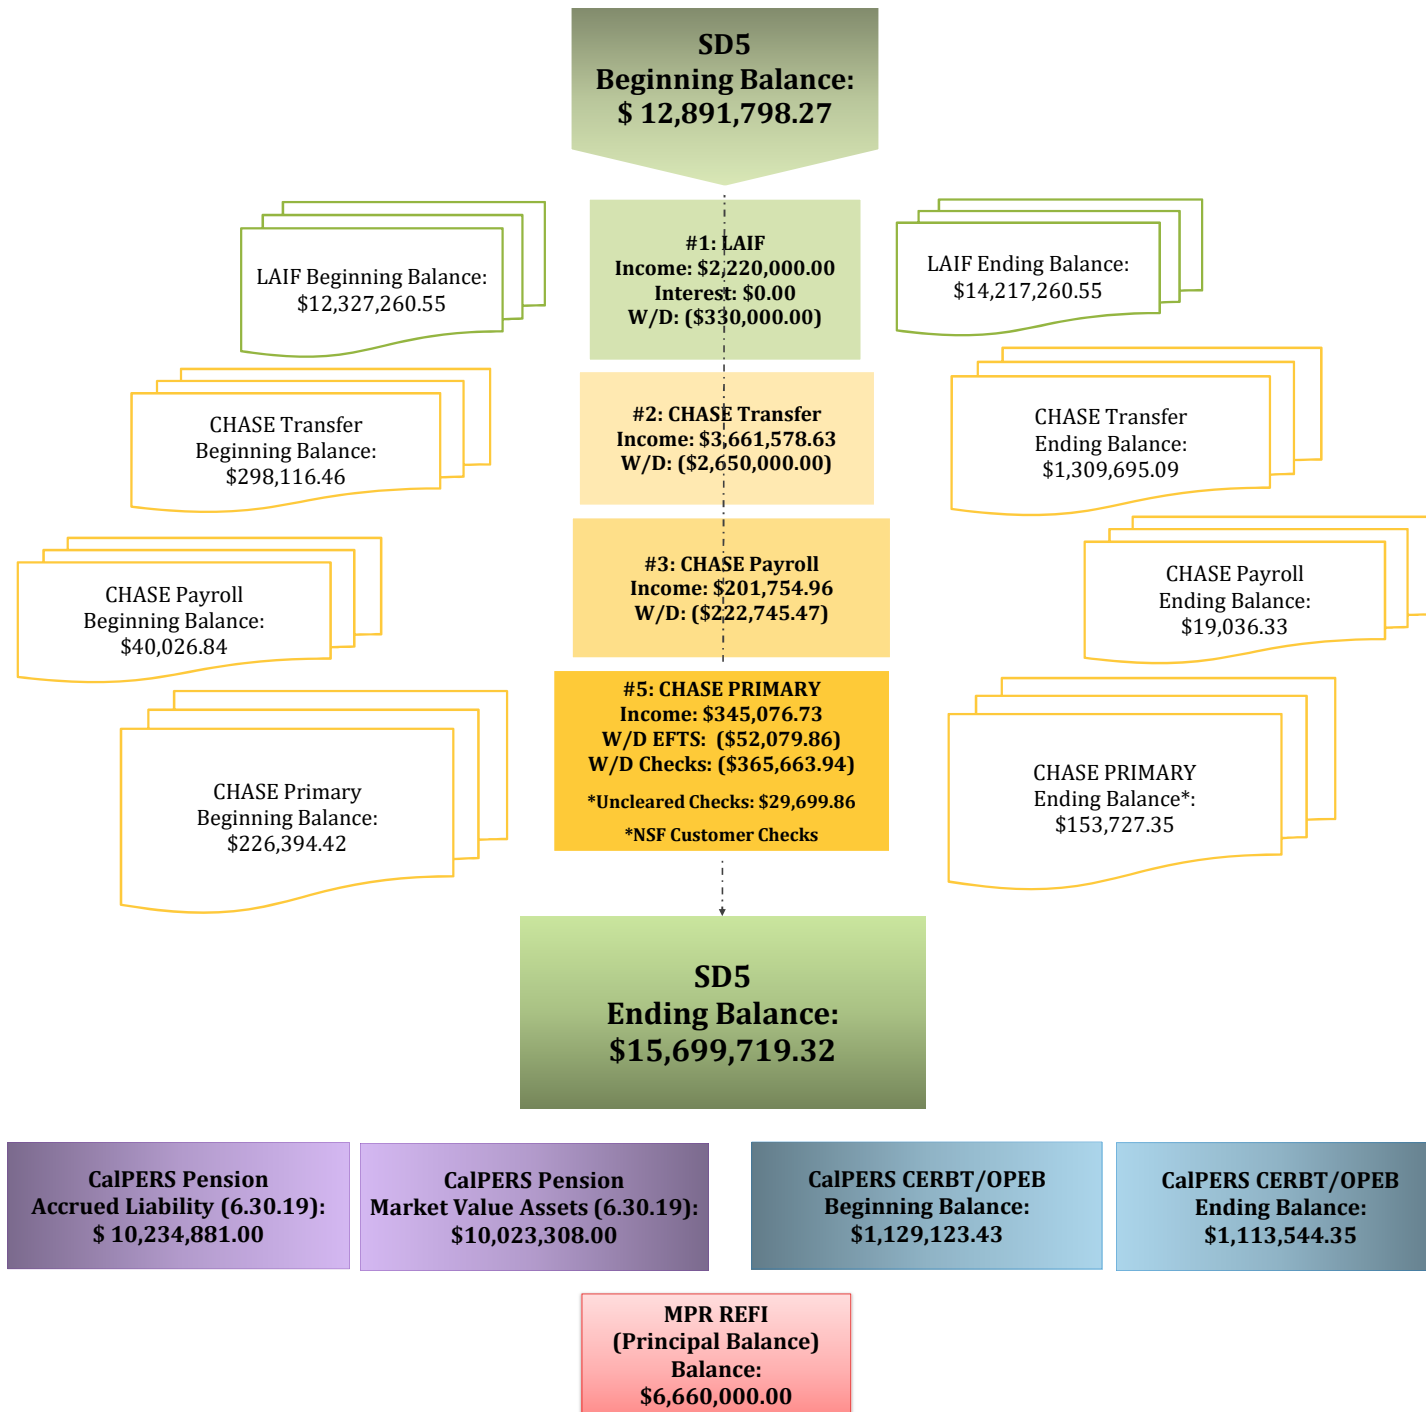 SD5
Beginning Balance:
$ 12,891,798.27
LAIF Beginning Balance:
$12,327,260.55
#1: LAIF
Income: $2,220,000.00
Interest: $0.00
W/D: ($330,000.00)
LAIF Ending Balance:
$14,217,260.55
CHASE Transfer
Beginning Balance:
$298,116.46
#2: CHASE Transfer
Income: $3,661,578.63
W/D: ($2,650,000.00)
CHASE Transfer
Ending Balance:
$1,309,695.09
CHASE Payroll
Beginning Balance:
$40,026.84
#3: CHASE Payroll
Income: $201,754.96
W/D: ($222,745.47)
CHASE Payroll
Ending Balance:
$19,036.33
CHASE Primary
Beginning Balance:
$226,394.42
#5: CHASE PRIMARY
Income: $345,076.73
W/D EFTS:  ($52,079.86)
W/D Checks: ($365,663.94)
*Uncleared Checks: $29,699.86
*NSF Customer Checks
CHASE PRIMARY
Ending Balance*:
$153,727.35
SD5
Ending Balance:
$15,699,719.32
CalPERS Pension
Accrued Liability (6.30.19):
$ 10,234,881.00
CalPERS Pension
Market Value Assets (6.30.19):
$10,023,308.00
CalPERS CERBT/OPEB
Beginning Balance:
$1,129,123.43
CalPERS CERBT/OPEB
Ending Balance:
$1,113,544.35
MPR REFI
(Principal Balance)
Balance:
$6,660,000.00